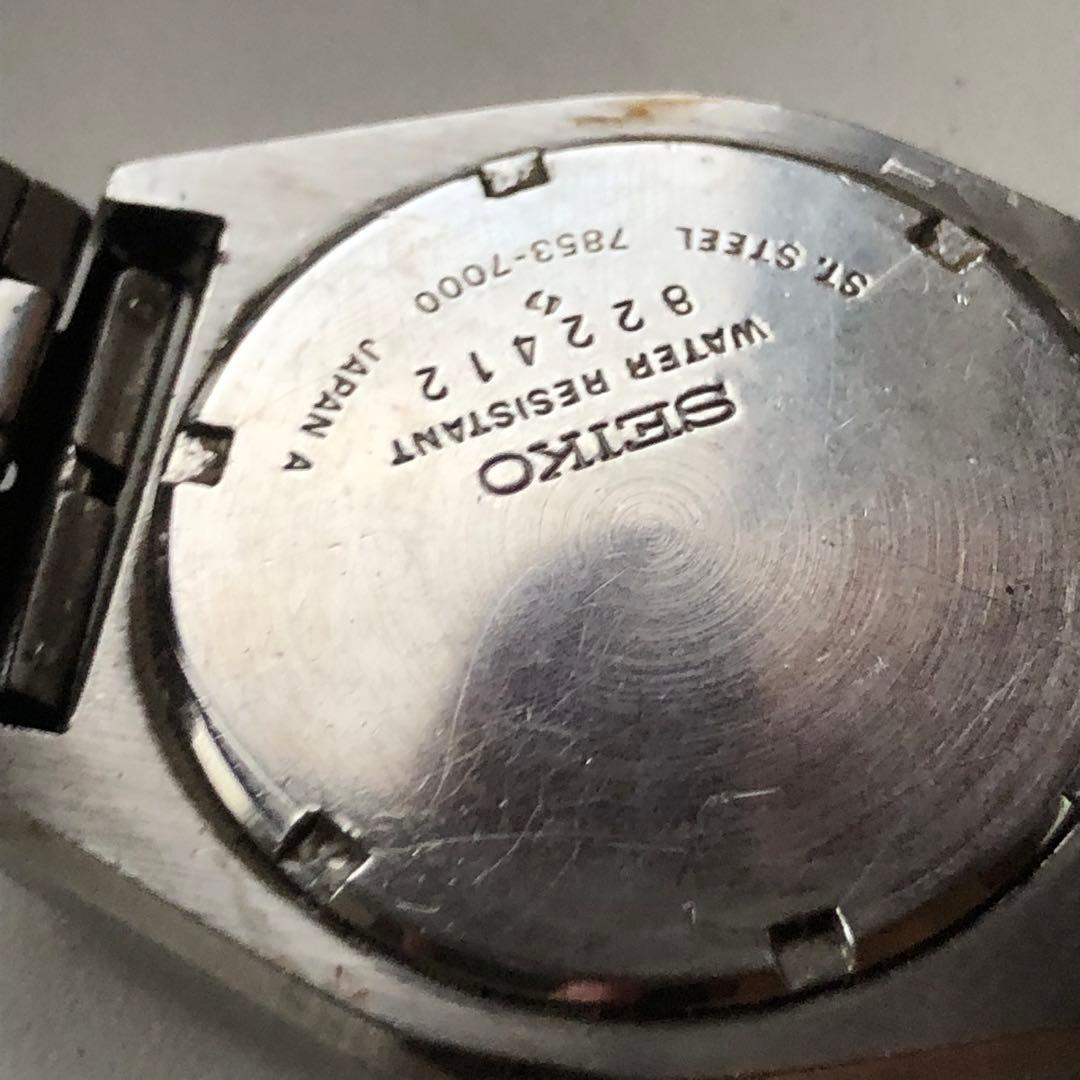 SEIKO
WATER RESISTANT
822412
ST. STEEL 7853-7000 JAPAN A